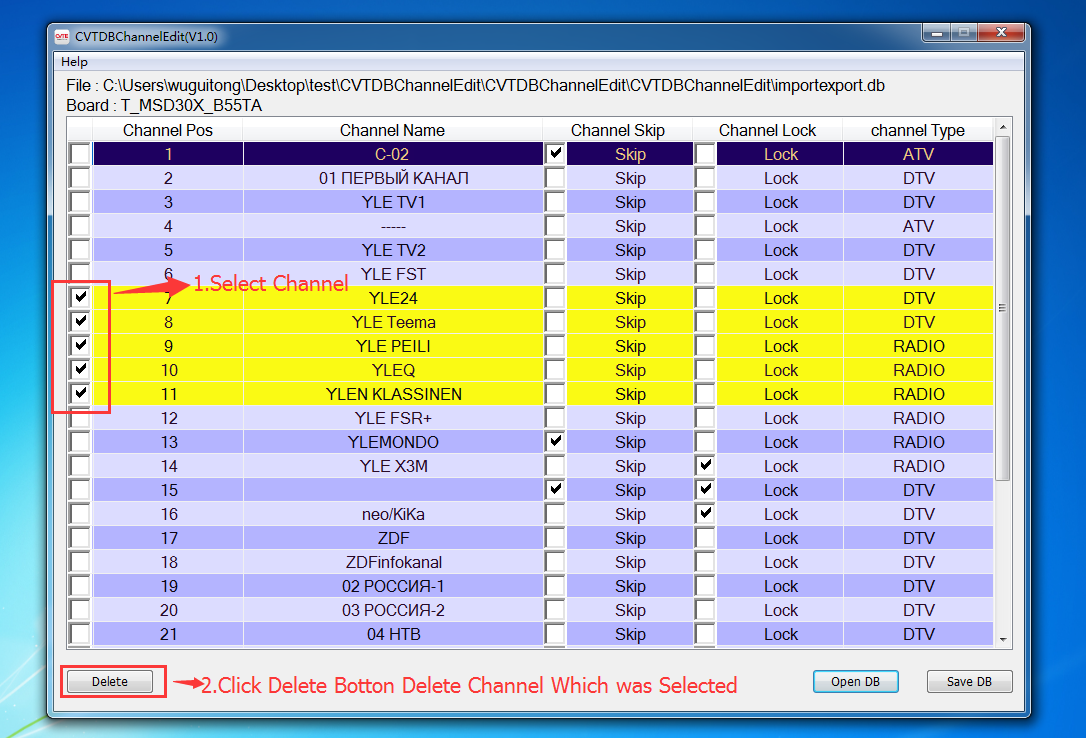 CVTDBChannelEdit(V1.0)
Help
File : C:\Users\wuguitong\Desktop\test\CVTDBChannelEdit\CVTDBChannelEdit\CVTDBChannelEdit\importexport.db
Board : T_MSD30X_B55TA
Channel Pos Channel Name Channel Skip Channel Lock channel Type
1 C-02 Skip Lock ATV
2 01 ПЕРВЫЙ КАНАЛ Skip Lock DTV
3 YLE TV1 Skip Lock DTV
4 ----- Skip Lock ATV
5 YLE TV2 Skip Lock DTV
6 YLE FST Skip Lock DTV
1.Select Channel
7 YLE24 Skip Lock DTV
8 YLE Teema Skip Lock DTV
9 YLE PEILI Skip Lock RADIO
10 YLEQ Skip Lock RADIO
11 YLEN KLASSINEN Skip Lock RADIO
12 YLE FSR+ Skip Lock RADIO
13 YLEMONDO Skip Lock RADIO
14 YLE X3M Skip Lock RADIO
15 Skip Lock DTV
16 neo/KiKa Skip Lock DTV
17 ZDF Skip Lock DTV
18 ZDFinfokanal Skip Lock DTV
19 02 РОССИЯ-1 Skip Lock DTV
20 03 РОССИЯ-2 Skip Lock DTV
21 04 НТВ Skip Lock DTV
Delete 2.Click Delete Botton Delete Channel Which was Selected Open DB Save DB